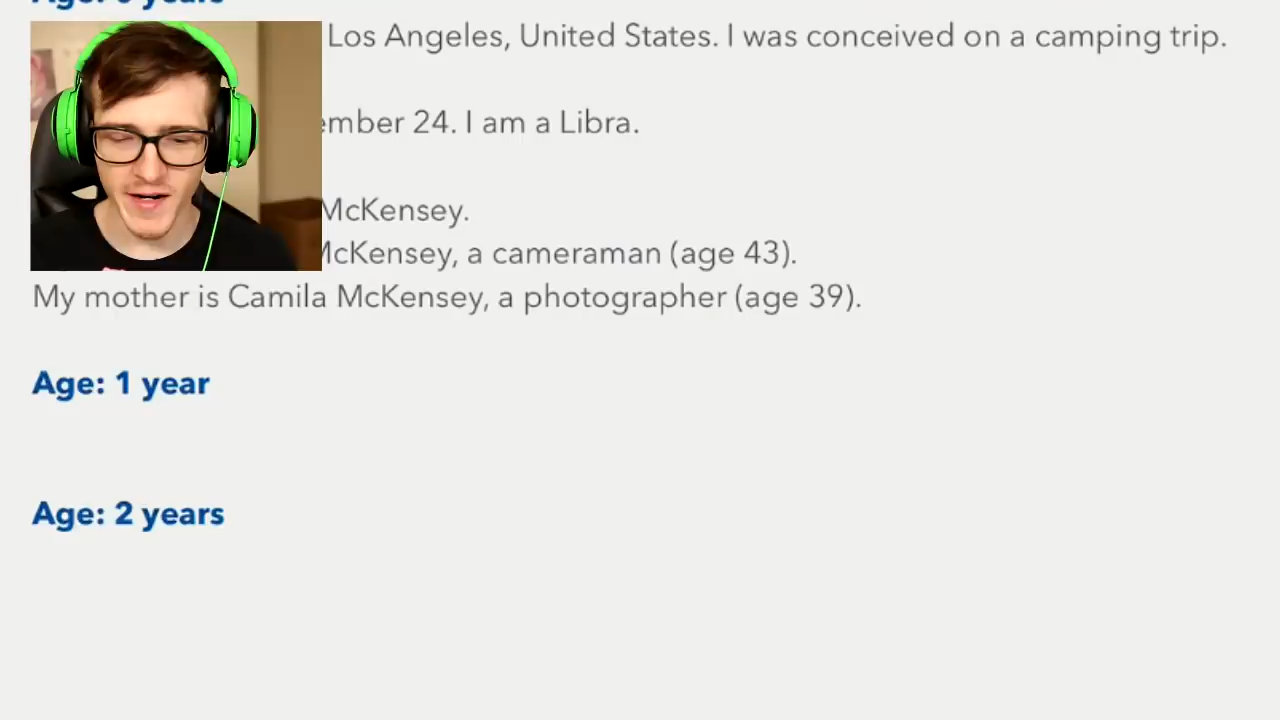 Los Angeles, United States. I was conceived on a camping trip.
ember 24. I am a Libra.
McKensey.
McKensey, a cameraman (age 43).
My mother is Camila McKensey, a photographer (age 39).
Age: 1 year
Age: 2 years